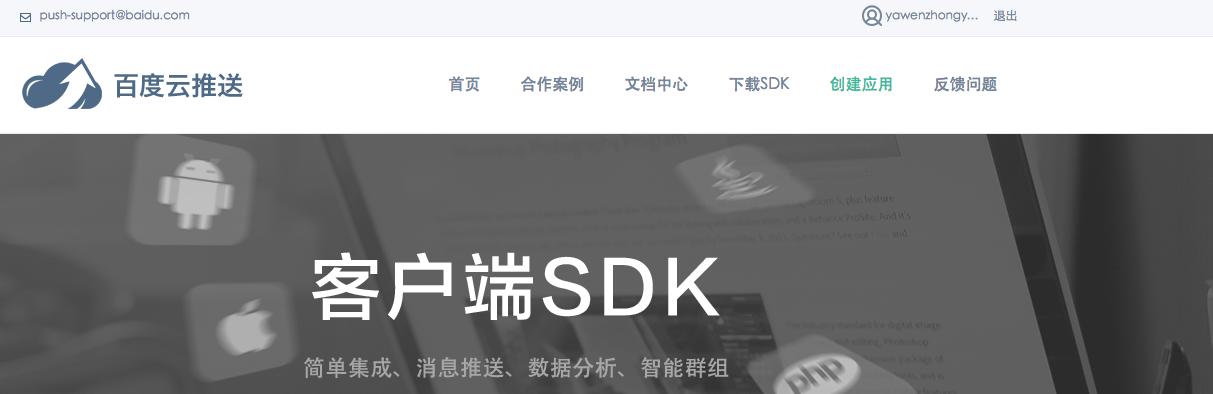 push-support@baidu.com
yawenzhongy... 退出
百度云推送
首页 合作案例 文档中心 下载SDK 创建应用 反馈问题
客户端SDK
简单集成、消息推送、数据分析、智能群组
php